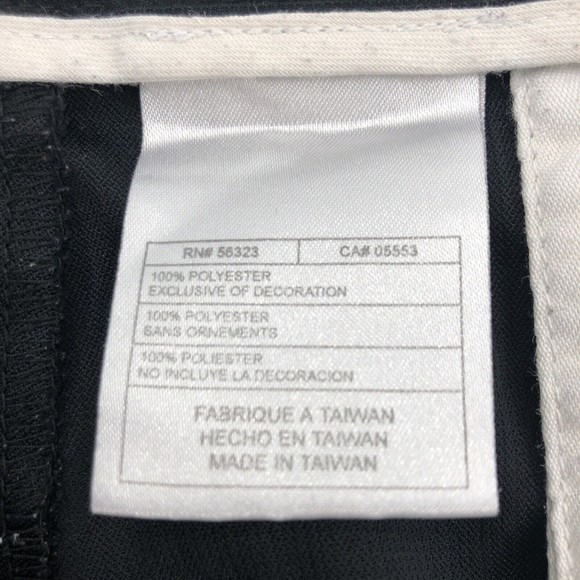 RN# 56323 CA# 05553
100% POLYESTER
EXCLUSIVE OF DECORATION
100% POLYESTER
SANS ORNEMENTS
100% POLIESTER
NO INCLUYE LA DECORACION
FABRIQUE A TAIWAN
HECHO EN TAIWAN
MADE IN TAIWAN